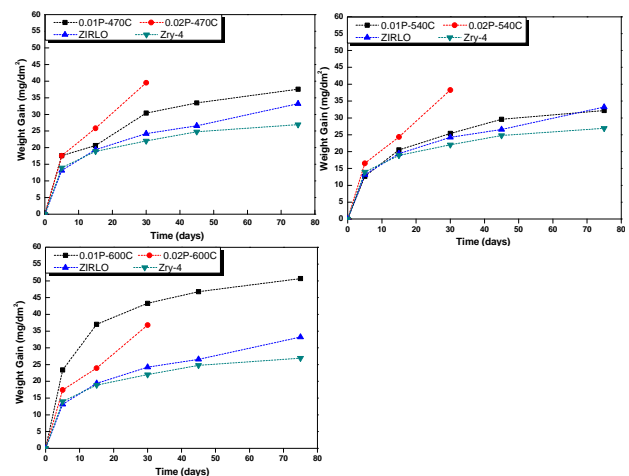 0.01P-470C 0.02P-470C
ZIRLO Zry-4
Weight Gain (mg/dm²)
60
55
50
45
40
35
30
25
20
15
10
5
0
0 10 20 30 40 50 60 70 80
Time (days)
0.01P-540C 0.02P-540C
ZIRLO Zry-4
Weight Gain (mg/dm²)
60
55
50
45
40
35
30
25
20
15
10
5
0
0 10 20 30 40 50 60 70 80
Time (days)
0.01P-600C 0.02P-600C
ZIRLO Zry-4
Weight Gain (mg/dm²)
60
55
50
45
40
35
30
25
20
15
10
5
0
0 10 20 30 40 50 60 70 80
Time (days)